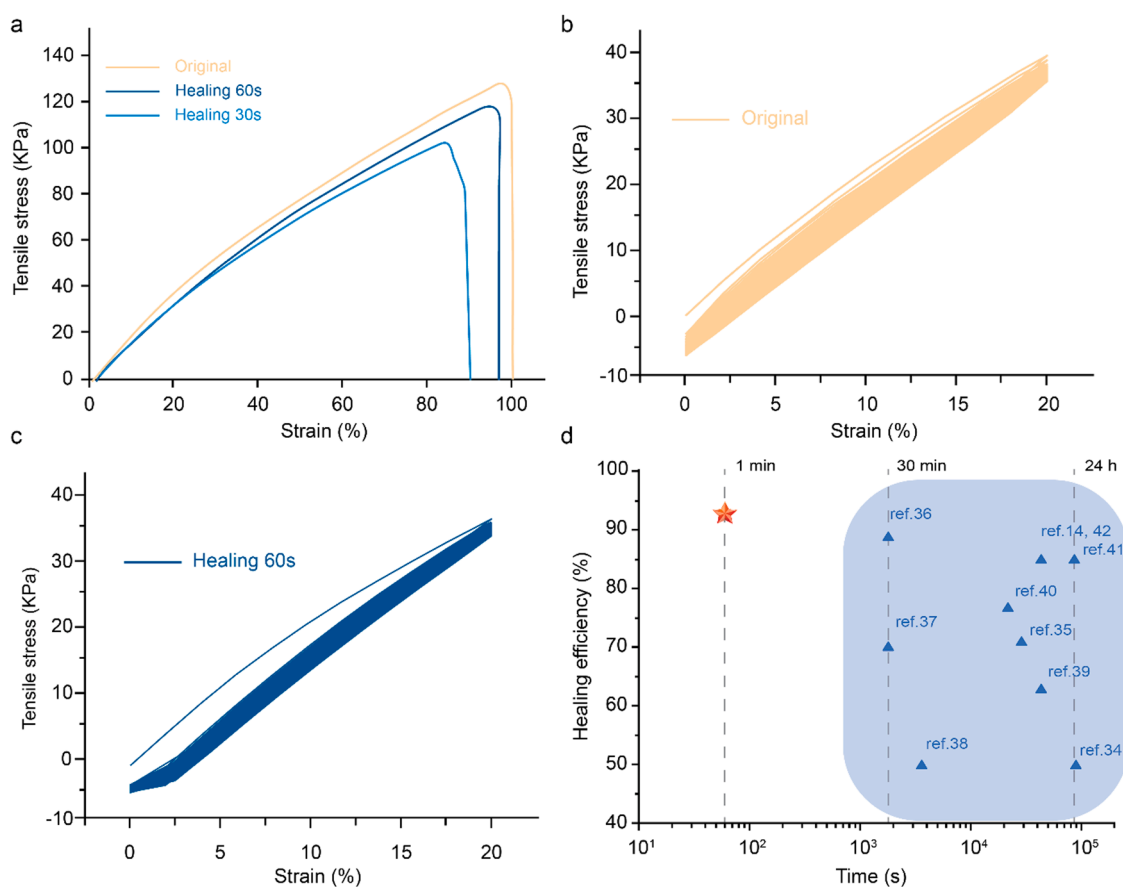 a
Tensile stress (KPa)
140
120
100
80
60
40
20
0
0 20 40 60 80 100
Strain (%)
Original
Healing 60s
Healing 30s
b
Tensile stress (KPa)
40
30
20
10
0
-10
0 5 10 15 20
Strain (%)
Original
c
Tensile stress (KPa)
40
30
20
10
0
-10
0 5 10 15 20
Strain (%)
Healing 60s
d
Healing efficiency (%)
100
90
80
70
60
50
40
10¹ 10² 10³ 10⁴ 10⁵
Time (s)
1 min
30 min
24 h
ref.36
ref.14, 42
ref.41
ref.40
ref.37
ref.35
ref.39
ref.38
ref.34